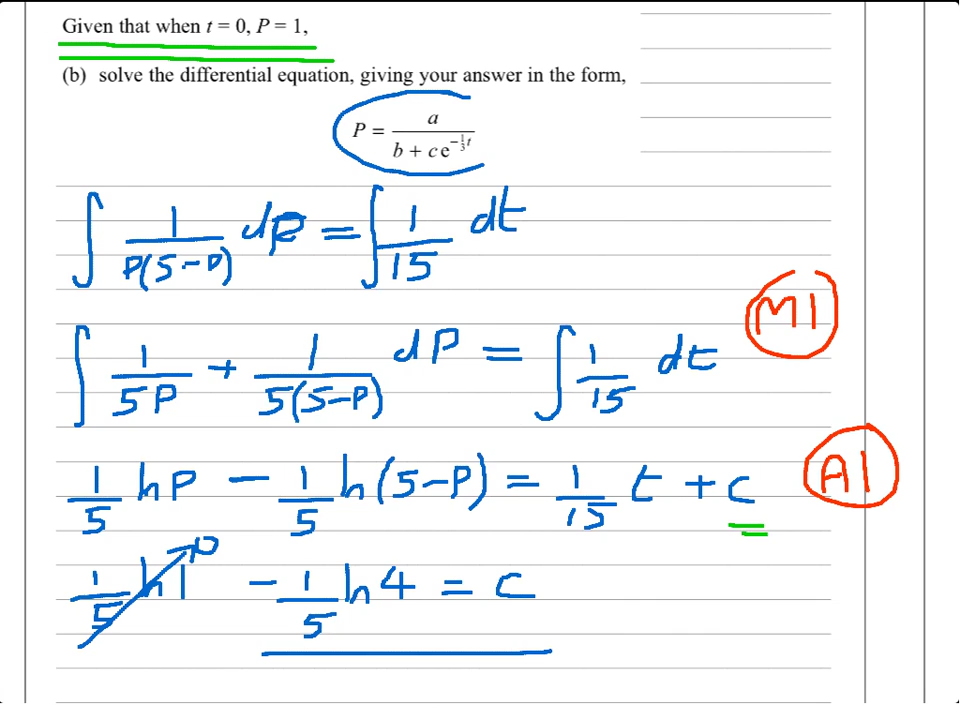 Given that when t = 0, P = 1,
(b) solve the differential equation, giving your answer in the form,
P = a / (b + ce^(-1/3 t))
∫ 1/(P(5-P)) dP = ∫ 1/15 dt
M1
∫ 1/(5P) + 1/(5(5-P)) dP = ∫ 1/15 dt
1/5 ln P - 1/5 ln(5-P) = 1/15 t + c
A1
1/5 ln 1 → 0 - 1/5 ln 4 = c